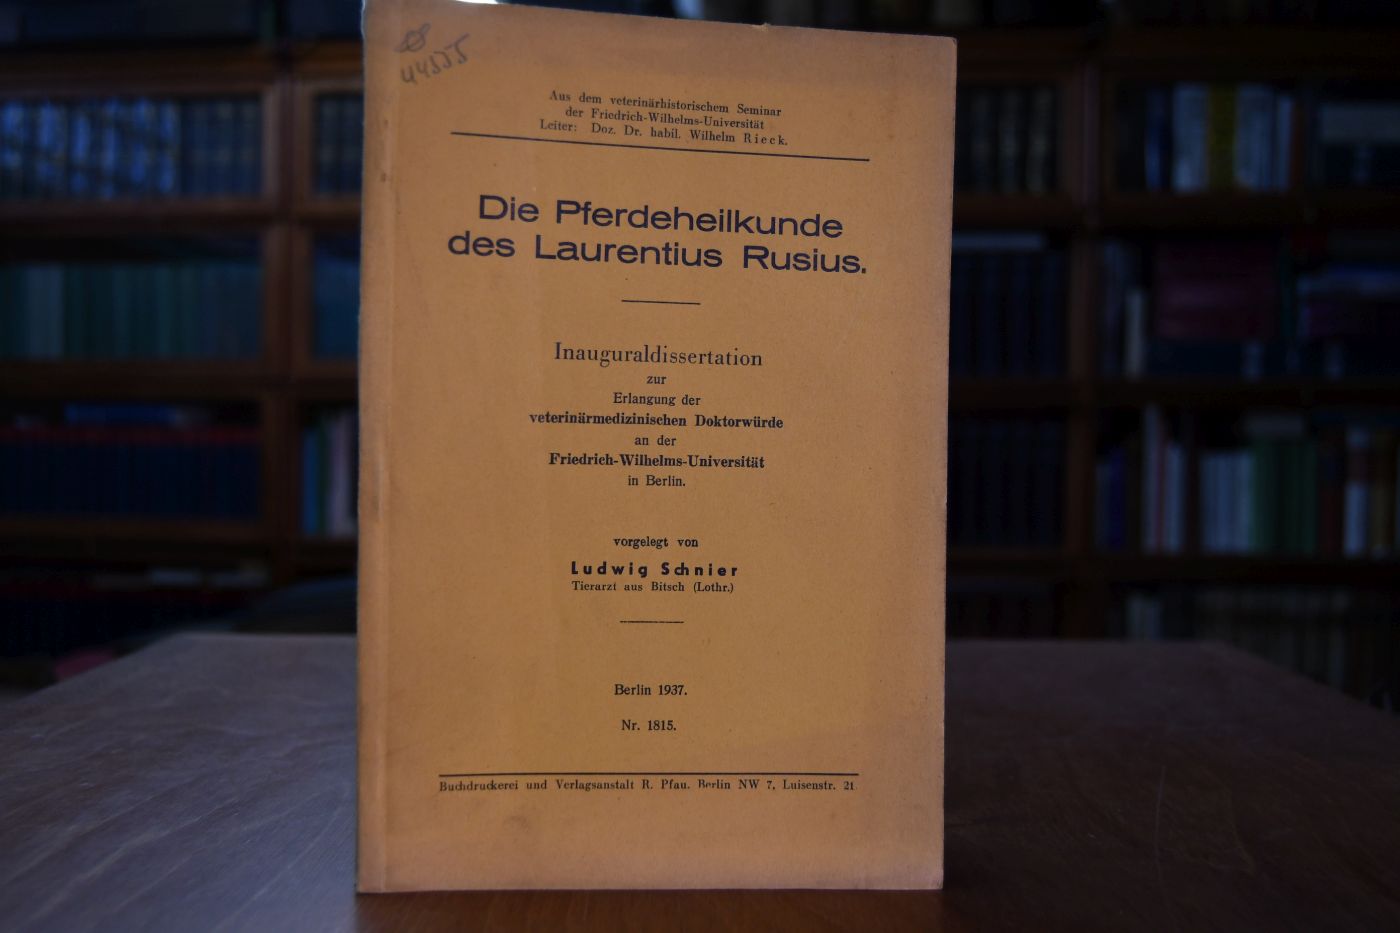 44555
Aus dem veterinärhistorischem Seminar
der Friedrich-Wilhelms-Universität
Leiter: Doz. Dr. habil. Wilhelm Rieck.
Die Pferdeheilkunde
des Laurentius Rusius.
Inauguraldissertation
zur
Erlangung der
veterinärmedizinischen Doktorwürde
an der
Friedrich-Wilhelms-Universität
in Berlin.
vorgelegt von
Ludwig Schnier
Tierarzt aus Bitsch (Lothr.)
Berlin 1937.
Nr. 1815.
Buchdruckerei und Verlagsanstalt R. Pfau. Berlin NW 7, Luisenstr. 21